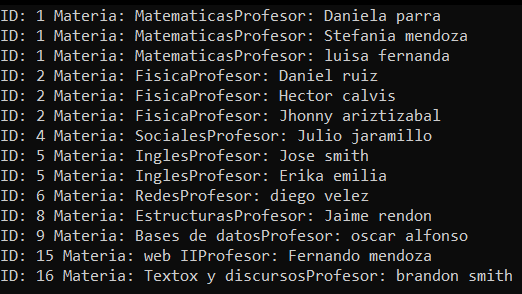 ID: 1 Materia: MatematicasProfesor: Daniela parra
ID: 1 Materia: MatematicasProfesor: Stefania mendoza
ID: 1 Materia: MatematicasProfesor: luisa fernanda
ID: 2 Materia: FisicaProfesor: Daniel ruiz
ID: 2 Materia: FisicaProfesor: Hector calvis
ID: 2 Materia: FisicaProfesor: Jhonny ariztizabal
ID: 4 Materia: SocialesProfesor: Julio jaramillo
ID: 5 Materia: InglesProfesor: Jose smith
ID: 5 Materia: InglesProfesor: Erika emilia
ID: 6 Materia: RedesProfesor: diego velez
ID: 8 Materia: EstructurasProfesor: Jaime rendon
ID: 9 Materia: Bases de datosProfesor: oscar alfonso
ID: 15 Materia: web IIProfesor: Fernando mendoza
ID: 16 Materia: Textox y discursosProfesor: brandon smith